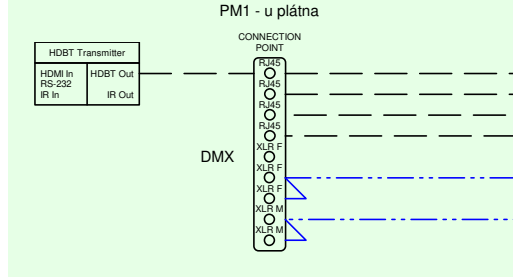 PM1 - u plátna
CONNECTION
POINT
HDBT Transmitter
HDMI In
HDBT Out
RS-232
IR In
IR Out
DMX
RJ45
RJ45
RJ45
RJ45
XLR F
XLR F
XLR F
XLR M
XLR M